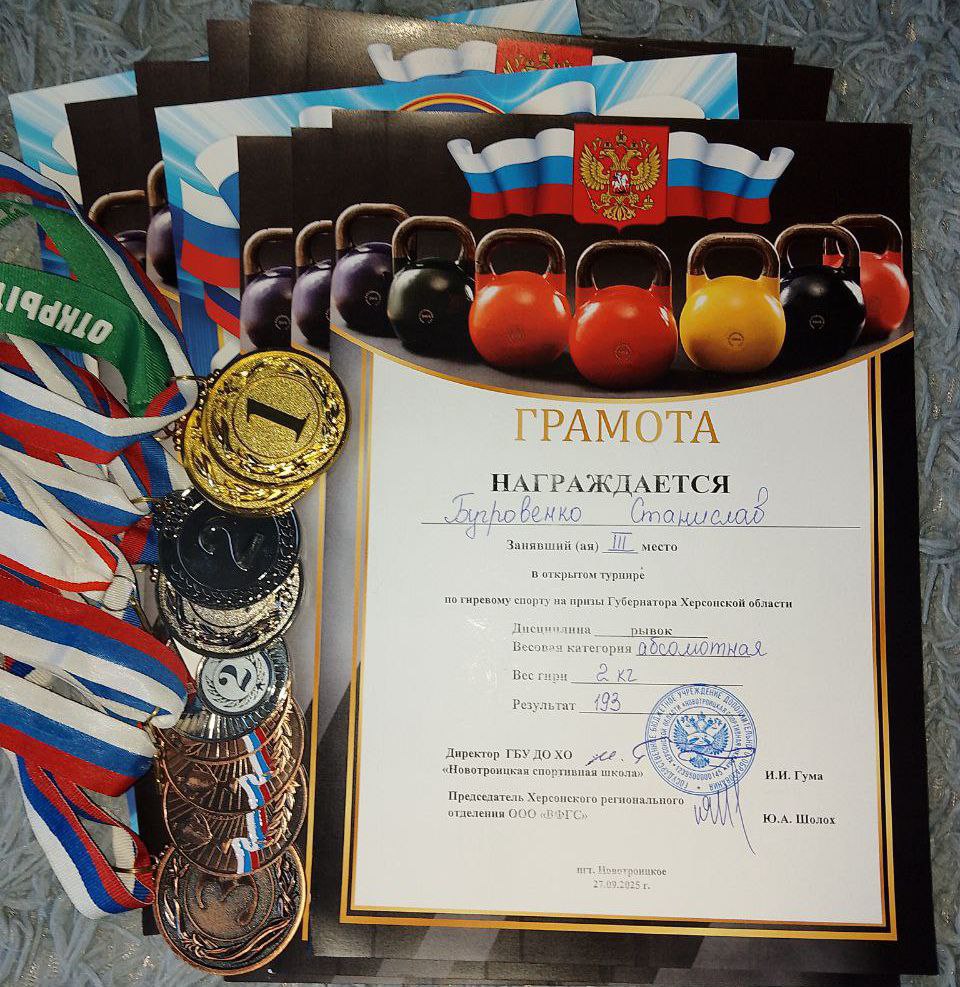 ОТКРЫ
1
2
2
ГРАМОТА
НАГРАЖДАЕТСЯ
Бугровенко Станислав
Занявший (ая) III место
в открытом турнире
по гиревому спорту на призы Губернатора Херсонской области
Дисциплина рывок
Весовая категория абсолютная
Вес гири 2 кг
Результат 193
Директор ГБУ ДО ХО
«Новотроицкая спортивная школа» И.И. Гума
Председатель Херсонского регионального
отделения ООО «ВФГС» Ю.А. Шолох
пгт. Новотроицкое
27.09.2025 г.